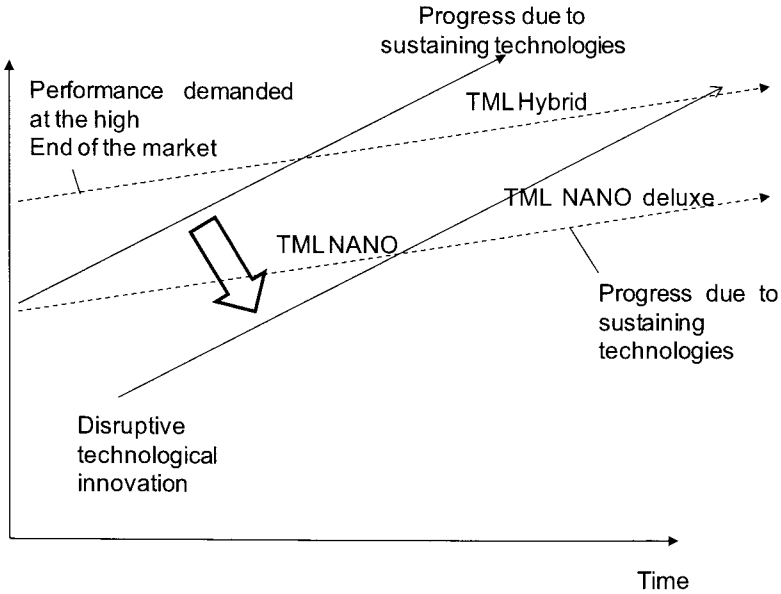 Progress due to
sustaining technologies
Performance demanded
at the high
End of the market
TML Hybrid
TML NANO deluxe
TML NANO
Progress due to
sustaining
technologies
Disruptive
technological
innovation
Time